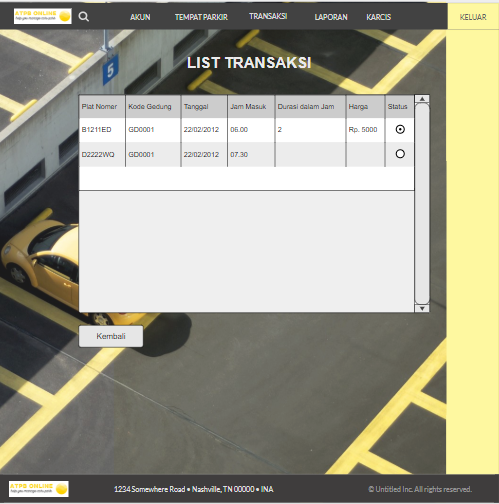 ATPS ONLINE
AKUN TEMPAT PARKIR TRANSAKSI LAPORAN KARCIS KELUAR
5
LIST TRANSAKSI
Plat Nomer Kode Gedung Tanggal Jam Masuk Durasi dalam Jam Harga Status
B1211ED GD0001 22/02/2012 06.00 2 Rp. 5000
D2222WQ GD0001 22/02/2012 07.30
Kembali
ATPS ONLINE
1234 Somewhere Road • Nashville, TN 00000 • INA
© Untitled Inc. All rights reserved.